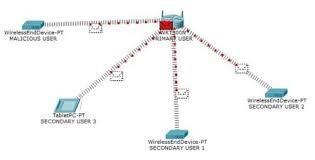 WirelessEndDevice-PT
MALICIOUS USER
WRT300N
PRIMARY USER
TabletPC-PT
SECONDARY USER 3
WirelessEndDevice-PT
SECONDARY USER 1
WirelessEndDevice-PT
SECONDARY USER 2